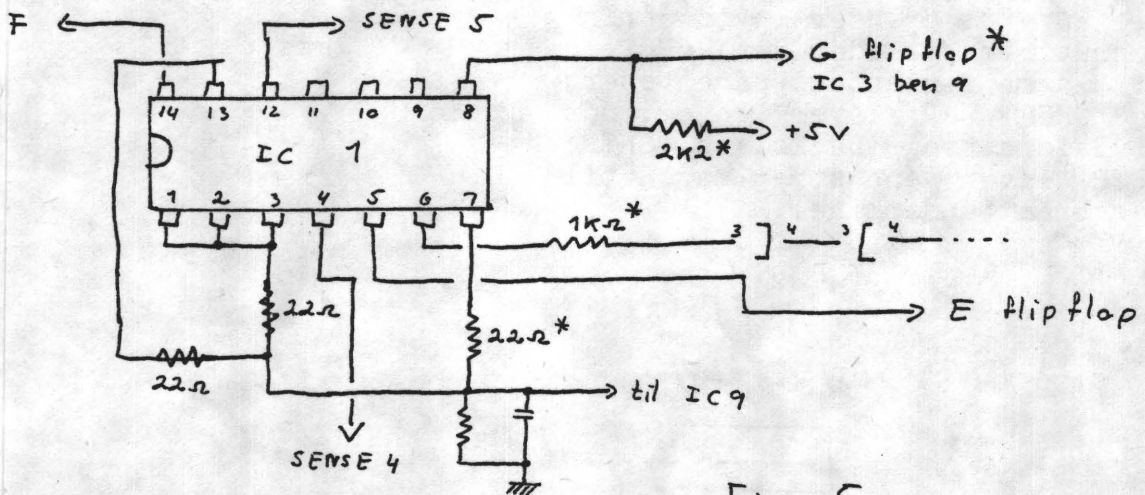 F
SENSE 5
G flipflop*
IC 3 ben 9
14 13 12 11 10 9 8
+5V
2K2*
IC 1
1 2 3 4 5 6 7
1KΩ*
3 ] 4 3 [ 4 .....
22Ω
E flipflop
22Ω*
22Ω
til IC9
SENSE 4